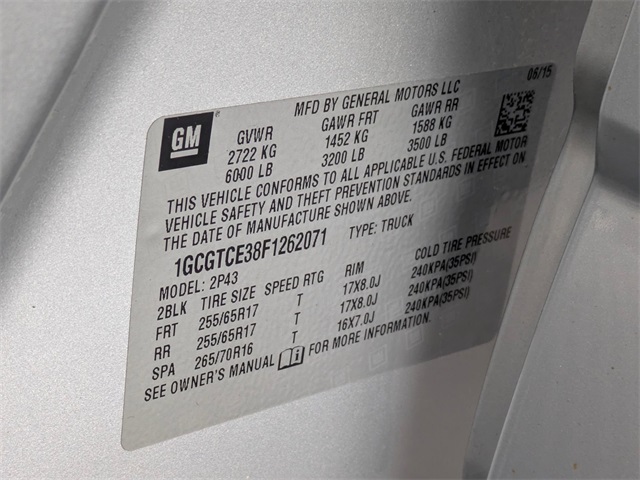 06/15
MFD BY GENERAL MOTORS LLC
GM
GVWR GAWR FRT GAWR RR
2722 KG 1452 KG 1588 KG
6000 LB 3200 LB 3500 LB
THIS VEHICLE CONFORMS TO ALL APPLICABLE U.S. FEDERAL MOTOR
VEHICLE SAFETY AND THEFT PREVENTION STANDARDS IN EFFECT ON
THE DATE OF MANUFACTURE SHOWN ABOVE.
1GCGTCE38F1262071 TYPE: TRUCK
MODEL: 2P43
2BLK TIRE SIZE SPEED RTG RIM COLD TIRE PRESSURE
FRT 255/65R17 T 17X8.0J 240KPA(35PSI)
RR 255/65R17 T 17X8.0J 240KPA(35PSI)
SPA 265/70R16 T 16X7.0J 240KPA(35PSI)
SEE OWNER'S MANUAL FOR MORE INFORMATION.